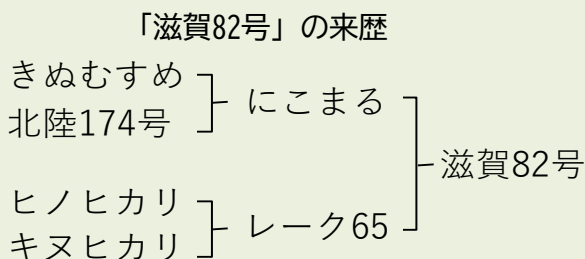 「滋賀82号」の来歴
きぬむすめ
北陸174号
にこまる
ヒノヒカリ
キヌヒカリ
レーク65
滋賀82号